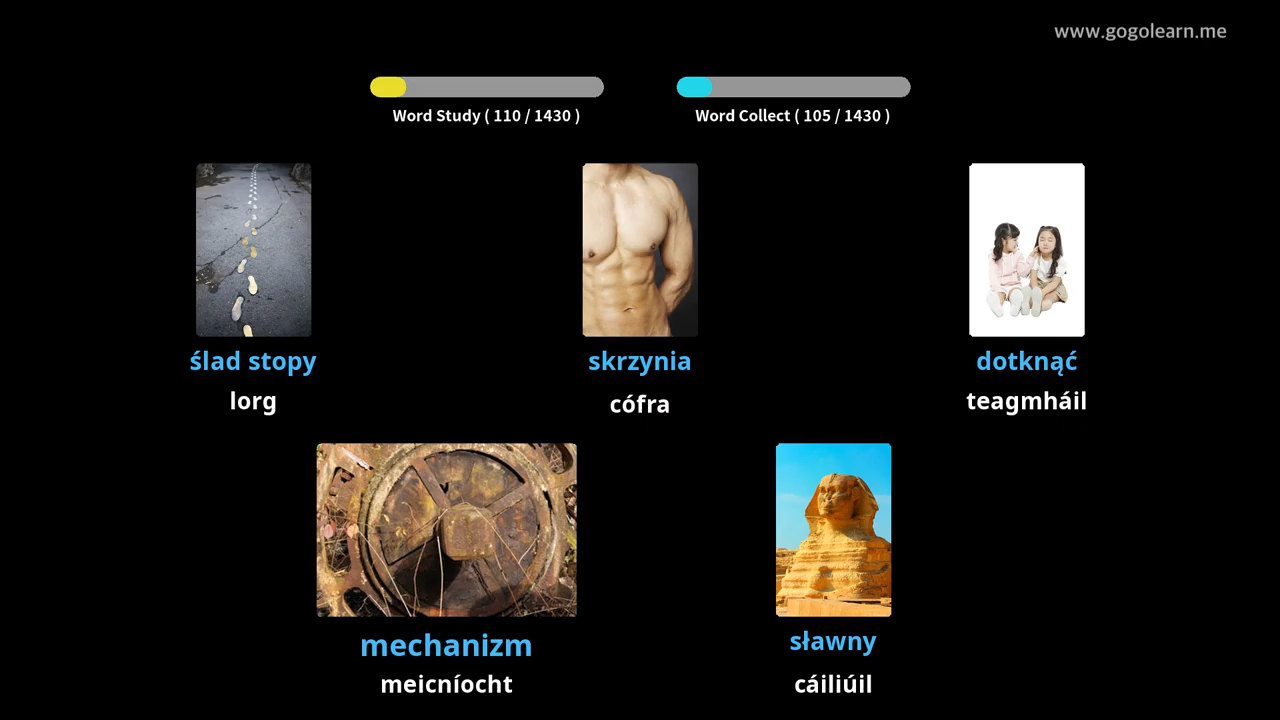 www.gogolearn.me
Word Study ( 110 / 1430 )
Word Collect ( 105 / 1430 )
ślad stopy
lorg
skrzynia
cófra
dotknąć
teagmháil
mechanizm
meicníocht
sławny
cáiliúil